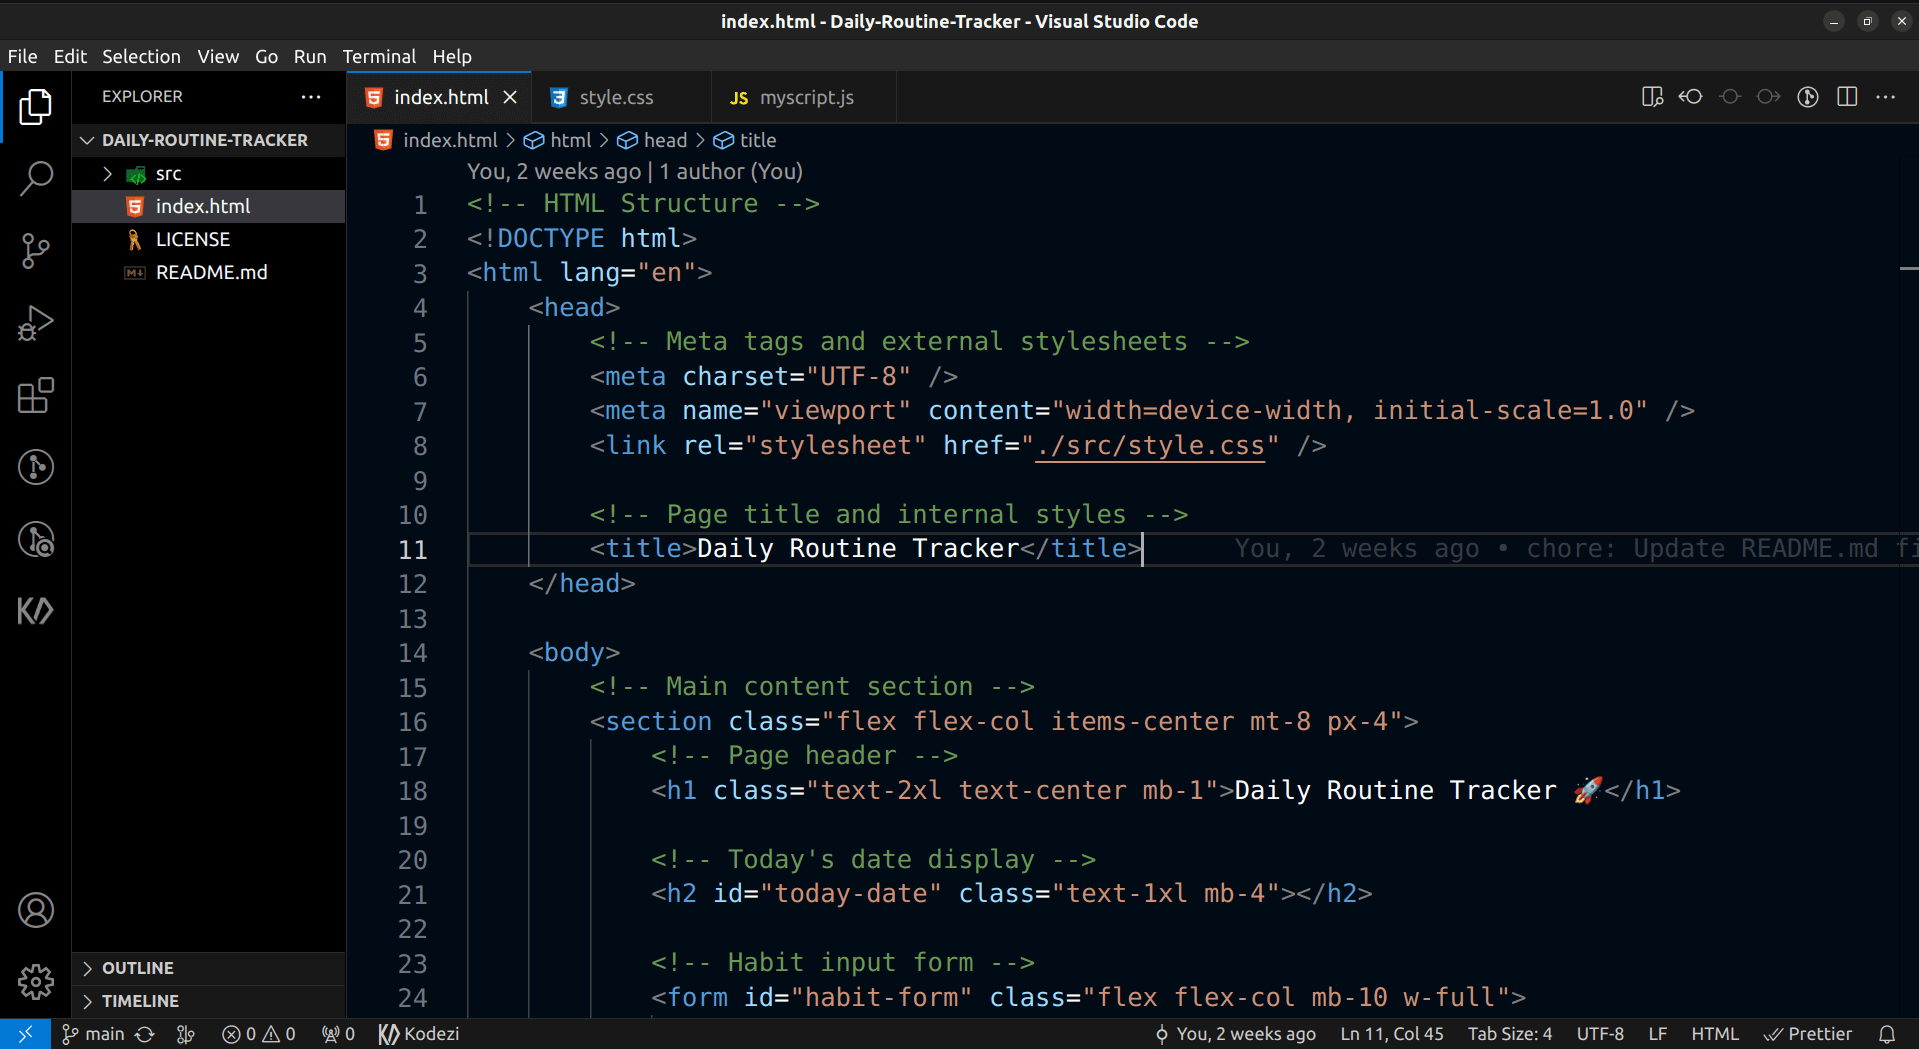 index.html - Daily-Routine-Tracker - Visual Studio Code
File Edit Selection View Go Run Terminal Help
EXPLORER
index.html
style.css
JS myscript.js
DAILY-ROUTINE-TRACKER
src
index.html
LICENSE
README.md
OUTLINE
TIMELINE
index.html > html > head > title
You, 2 weeks ago | 1 author (You)
1 <!-- HTML Structure -->
2 <!DOCTYPE html>
3 <html lang="en">
4 <head>
5 <!-- Meta tags and external stylesheets -->
6 <meta charset="UTF-8" />
7 <meta name="viewport" content="width=device-width, initial-scale=1.0" />
8 <link rel="stylesheet" href="./src/style.css" />
9
10 <!-- Page title and internal styles -->
11 <title>Daily Routine Tracker</title> You, 2 weeks ago • chore: Update README.md fi
12 </head>
13
14 <body>
15 <!-- Main content section -->
16 <section class="flex flex-col items-center mt-8 px-4">
17 <!-- Page header -->
18 <h1 class="text-2xl text-center mb-1">Daily Routine Tracker 🚀</h1>
19
20 <!-- Today's date display -->
21 <h2 id="today-date" class="text-1xl mb-4"></h2>
22
23 <!-- Habit input form -->
24 <form id="habit-form" class="flex flex-col mb-10 w-full">
main 0 0 0 Kodezi You, 2 weeks ago Ln 11, Col 45 Tab Size: 4 UTF-8 LF HTML Prettier